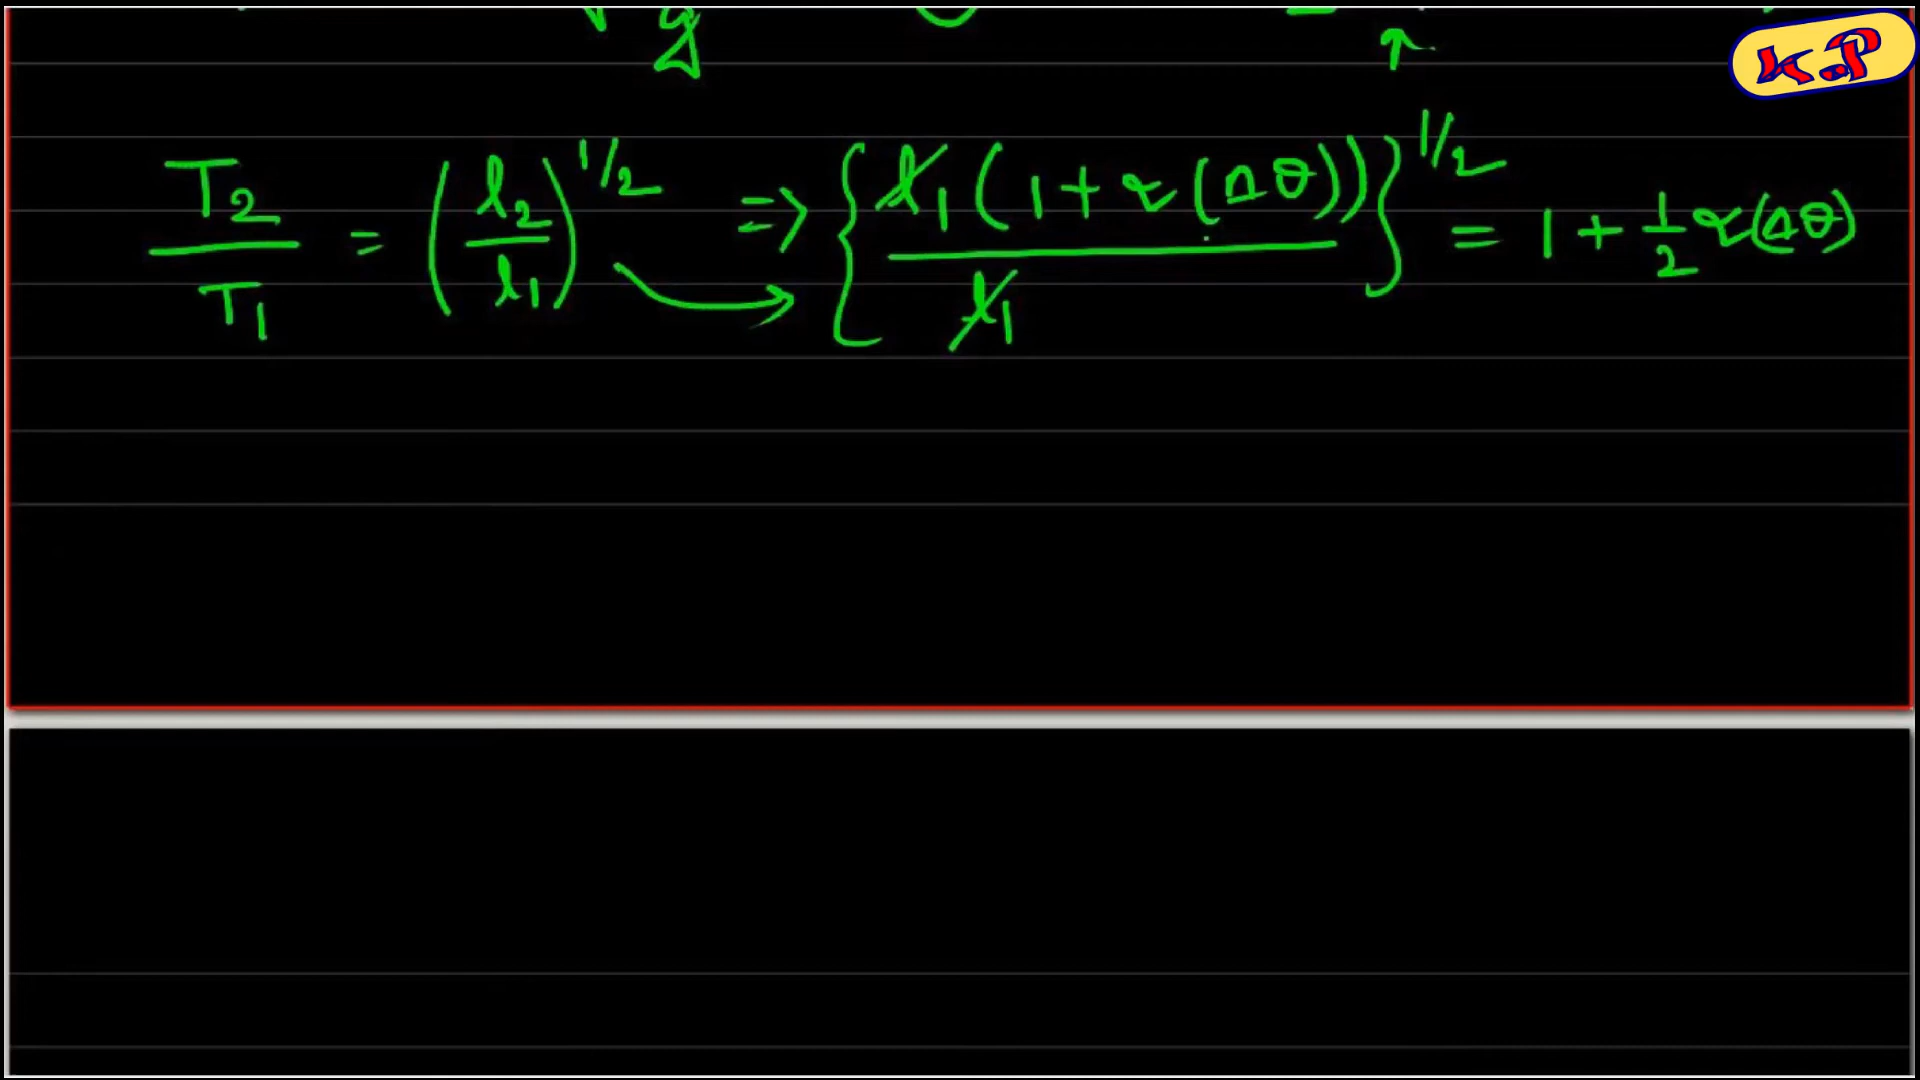 K.P
T₂/T₁ = (l₂/l₁)^1/2 ⇒ {l₁(1+α(Δθ))/l₁}^1/2 = 1 + 1/2 α(Δθ)